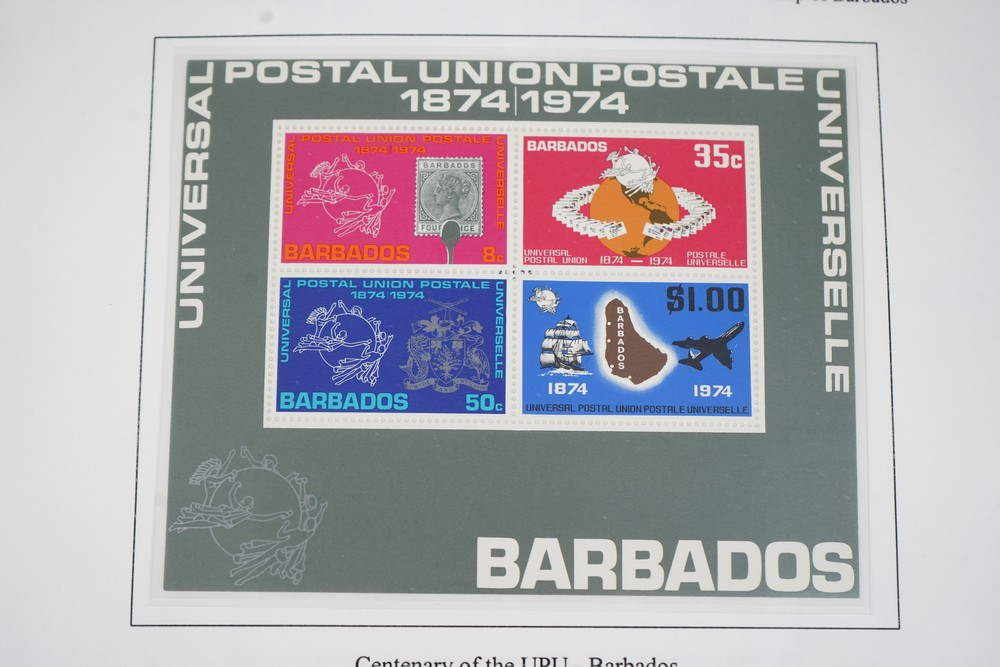 of Barbados
UNIVERSAL
POSTAL UNION POSTALE
UNIVERSELLE
1874|1974
UNIVERSAL
POSTAL UNION POSTALE
1874|1974
UNIVERSELLE
BARBADOS
FOUR PENCE
BARBADOS 8c
BARBADOS 35c
UNIVERSAL
POSTAL UNION
1874 — 1974
POSTALE
UNIVERSELLE
UNIVERSAL
POSTAL UNION POSTALE
1874|1974
UNIVERSELLE
BARBADOS 50c
$1.00
BARBADOS
1874 1974
UNIVERSAL POSTAL UNION POSTALE UNIVERSELLE
BARBADOS
Centenary of the UPU - Barbados